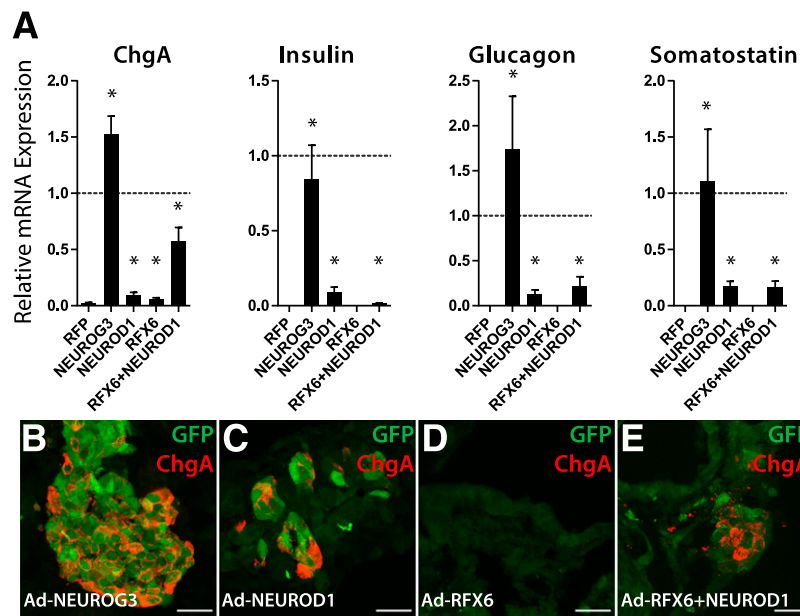 A
ChgA
Insulin
Glucagon
Somatostatin
Relative mRNA Expression
2.0
1.5
1.0
0.5
0.0
*
*
*
*
RFP
NEUROG3
NEUROD1
RFX6
RFX6+NEUROD1
1.0
0.5
0.0
*
*
*
RFP
NEUROG3
NEUROD1
RFX6
RFX6+NEUROD1
2.5
2.0
1.5
1.0
0.5
0.0
*
*
*
RFP
NEUROG3
NEUROD1
RFX6
RFX6+NEUROD1
2.0
1.5
1.0
0.5
0.0
*
*
*
RFP
NEUROG3
NEUROD1
RFX6
RFX6+NEUROD1
B
GFP
ChgA
Ad-NEUROG3
C
GFP
ChgA
Ad-NEUROD1
D
GFP
ChgA
Ad-RFX6
E
GFP
ChgA
Ad-RFX6+NEUROD1